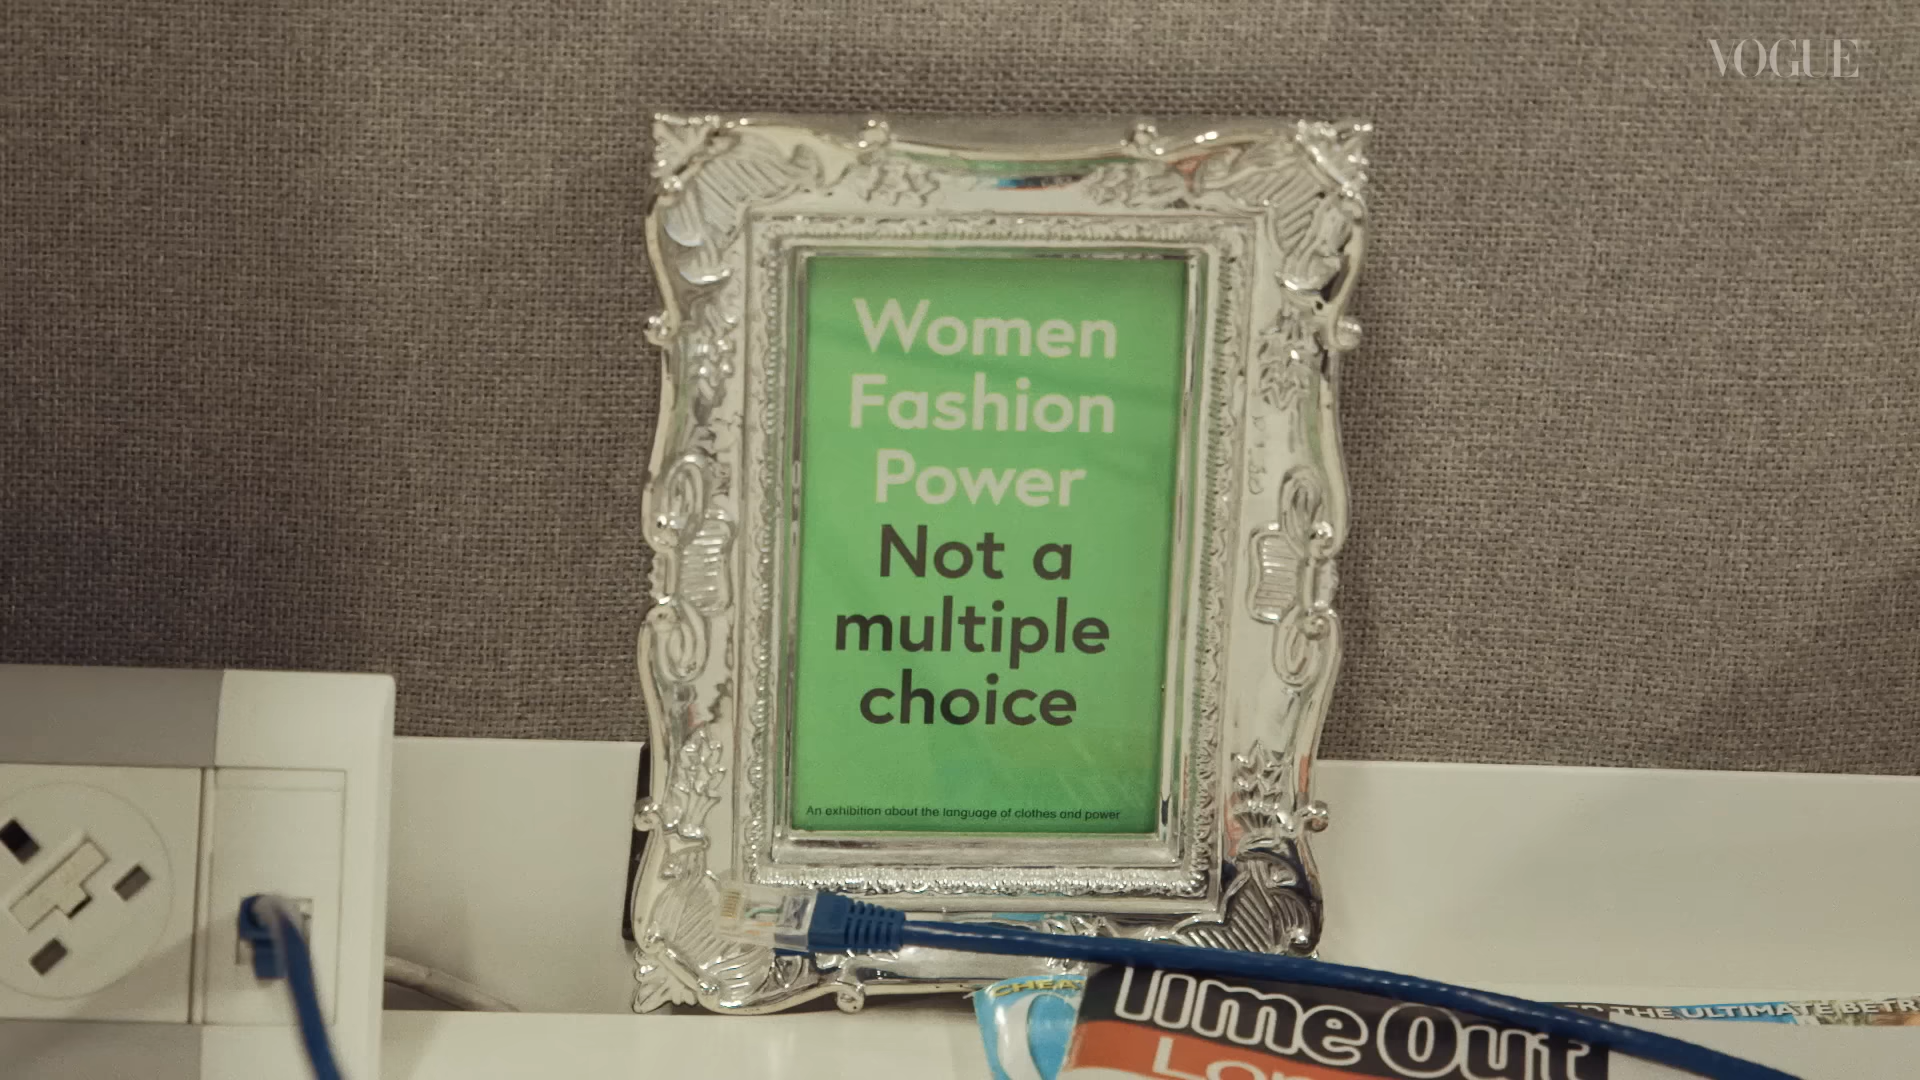 VOGUE
Women
Fashion
Power
Not a
multiple
choice
An exhibition about the language of clothes and power
Time Out
THE ULTIMATE